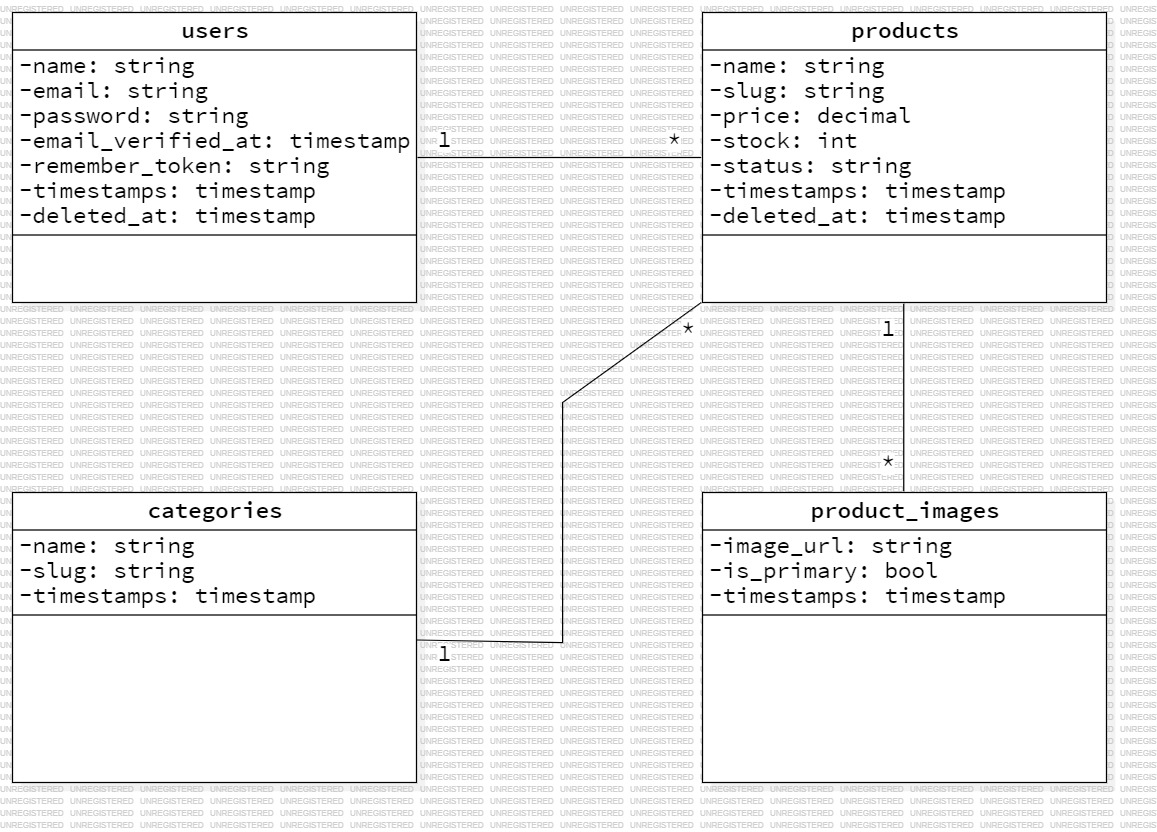 users
-name: string
-email: string
-password: string
-email_verified_at: timestamp
-remember_token: string
-timestamps: timestamp
-deleted_at: timestamp
1
*
products
-name: string
-slug: string
-price: decimal
-stock: int
-status: string
-timestamps: timestamp
-deleted_at: timestamp
*
1
*
categories
-name: string
-slug: string
-timestamps: timestamp
1
product_images
-image_url: string
-is_primary: bool
-timestamps: timestamp
UNREGISTERED